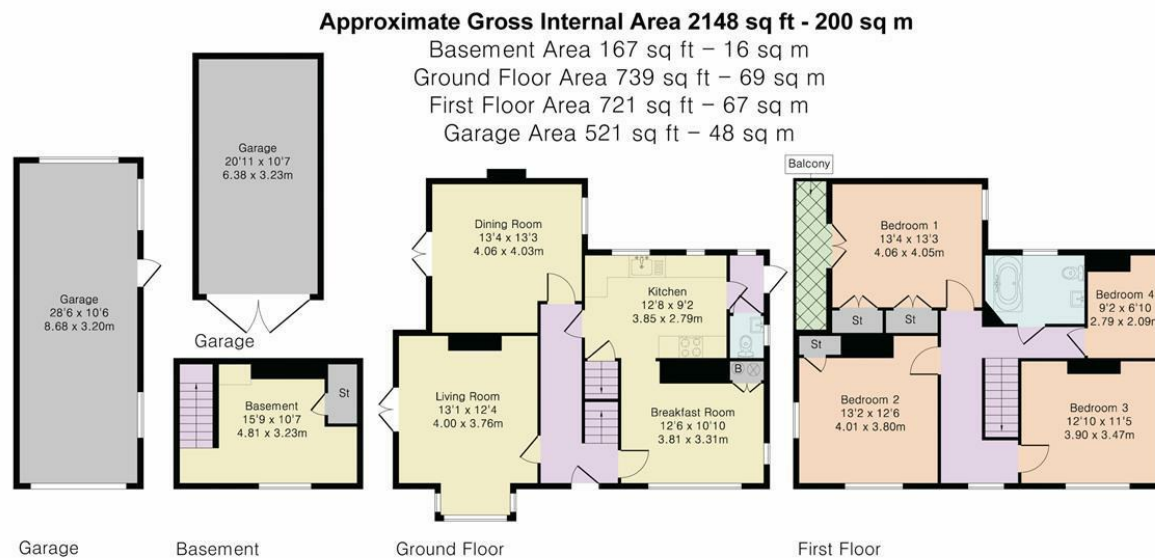 Approximate Gross Internal Area 2148 sq ft - 200 sq m
Basement Area 167 sq ft – 16 sq m
Ground Floor Area 739 sq ft – 69 sq m
First Floor Area 721 sq ft – 67 sq m
Garage Area 521 sq ft – 48 sq m
Garage
28'6 x 10'6
8.68 x 3.20m
Garage
Garage
20'11 x 10'7
6.38 x 3.23m
Garage
Basement
15'9 x 10'7
4.81 x 3.23m
St
Basement
Dining Room
13'4 x 13'3
4.06 x 4.03m
Kitchen
12'8 x 9'2
3.85 x 2.79m
Living Room
13'1 x 12'4
4.00 x 3.76m
B
Breakfast Room
12'6 x 10'10
3.81 x 3.31m
Ground Floor
Balcony
Bedroom 1
13'4 x 13'3
4.06 x 4.05m
St
St
St
Bedroom 4
9'2 x 6'10
2.79 x 2.09m
Bedroom 2
13'2 x 12'6
4.01 x 3.80m
Bedroom 3
12'10 x 11'5
3.90 x 3.47m
First Floor